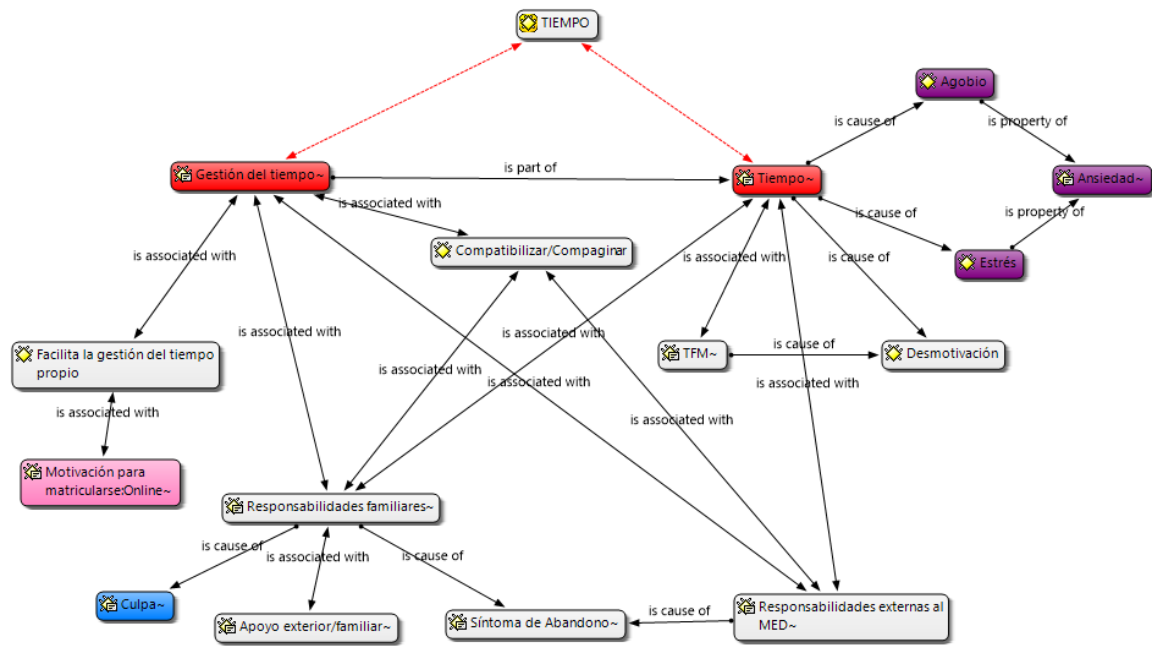 TIEMPO
Agobio
is cause of
is property of
Gestión del tiempo~
is part of
Tiempo~
Ansiedad~
is associated with
is cause of
is property of
Compatibilizar/Compaginar
is associated with
is associated with
is cause of
Estrés
is associated with
is associated with
Facilita la gestión del tiempo
propio
TFM~
is cause of
Desmotivación
is associated with
is associated with
is associated with
is associated with
is associated with
Motivación para
matricularse:Online~
Responsabilidades familiares~
is cause of
is associated with
is cause of
Culpa~
Apoyo exterior/familiar~
Síntoma de Abandono~
is cause of
Responsabilidades externas al
MED~